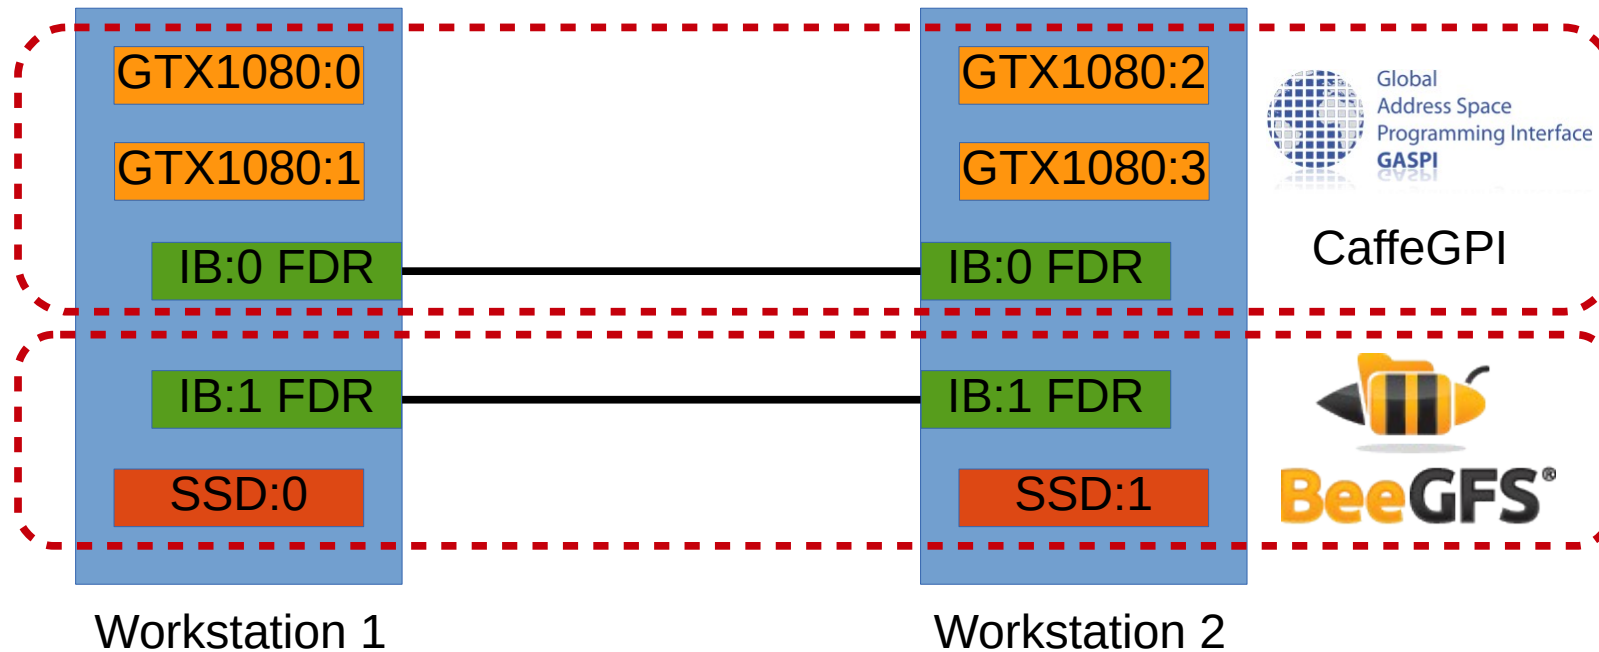 GTX1080:0
GTX1080:2
Global
Address Space
Programming Interface
GASPI
GTX1080:1
GTX1080:3
CaffeGPI
IB:0 FDR
IB:0 FDR
IB:1 FDR
IB:1 FDR
SSD:0
SSD:1
BeeGFS®
Workstation 1
Workstation 2